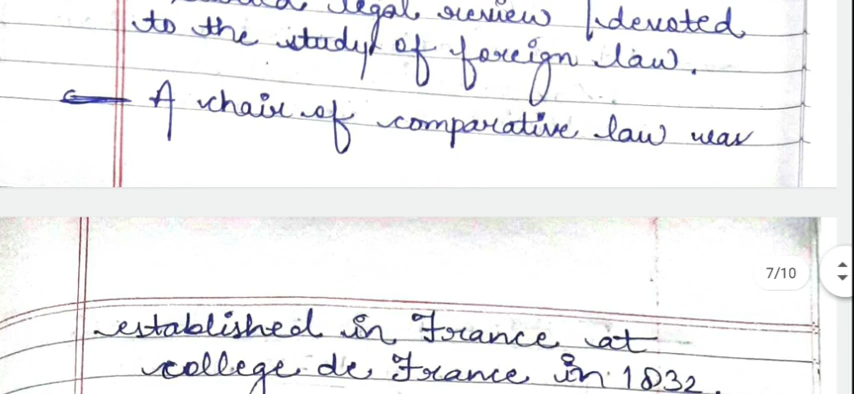 legal review devoted
to the study of foreign law.
A chair of comparative law was
7/10
established in France at
college de France in 1832.